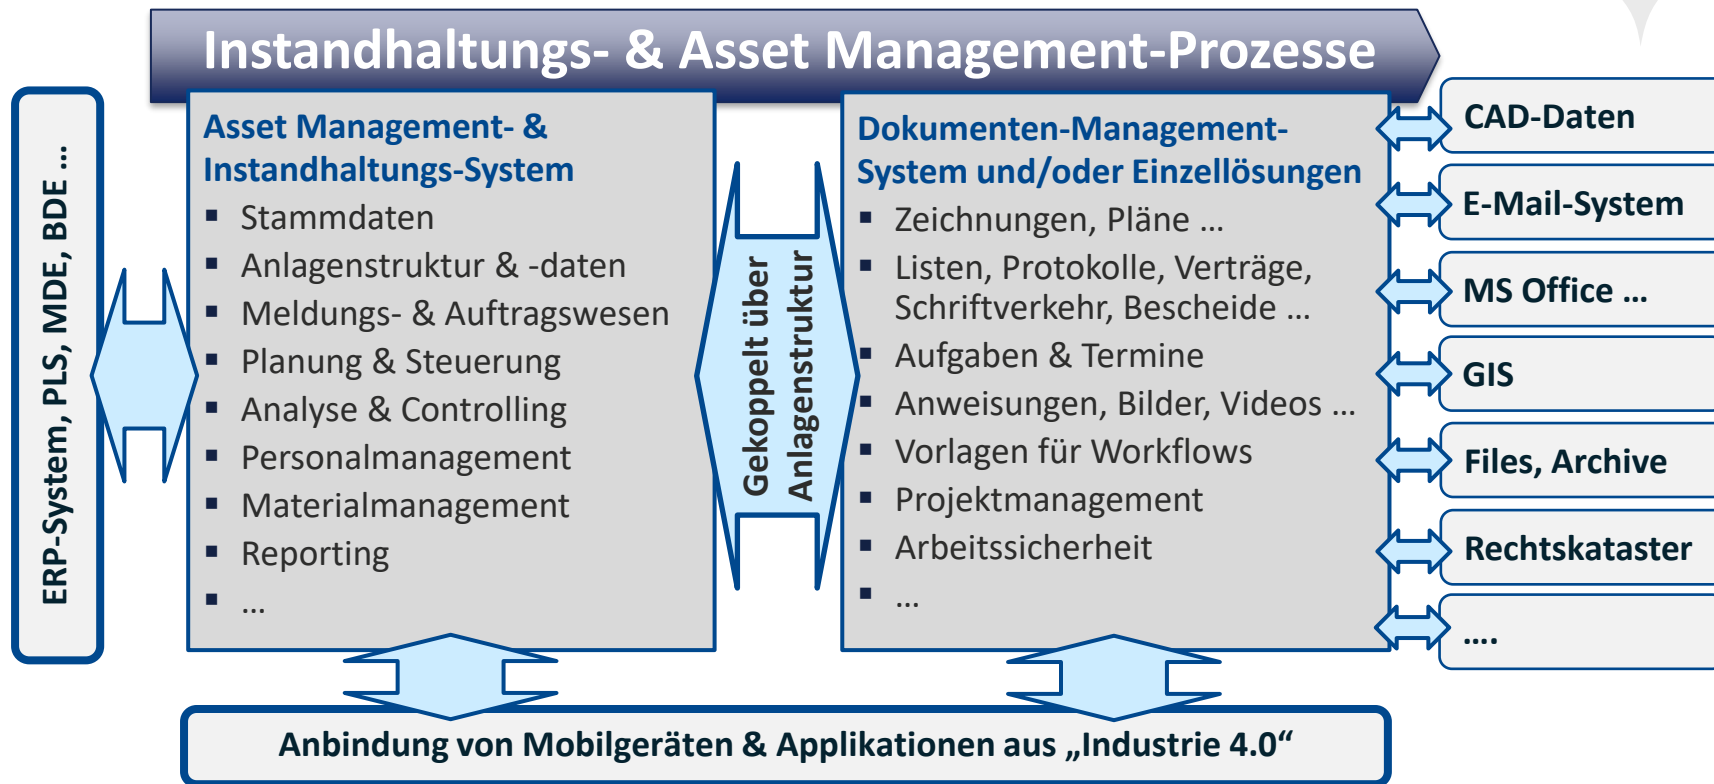 Instandhaltungs- & Asset Management-Prozesse
ERP-System, PLS, MDE, BDE ...
Asset Management- &
Instandhaltungs-System
▪ Stammdaten
▪ Anlagenstruktur & -daten
▪ Meldungs- & Auftragswesen
▪ Planung & Steuerung
▪ Analyse & Controlling
▪ Personalmanagement
▪ Materialmanagement
▪ Reporting
▪ ...
Gekoppelt über
Anlagenstruktur
Dokumenten-Management-
System und/oder Einzellösungen
▪ Zeichnungen, Pläne ...
▪ Listen, Protokolle, Verträge,
Schriftverkehr, Bescheide ...
▪ Aufgaben & Termine
▪ Anweisungen, Bilder, Videos ...
▪ Vorlagen für Workflows
▪ Projektmanagement
▪ Arbeitssicherheit
▪ ...
CAD-Daten
E-Mail-System
MS Office ...
GIS
Files, Archive
Rechtskataster
....
Anbindung von Mobilgeräten & Applikationen aus „Industrie 4.0“